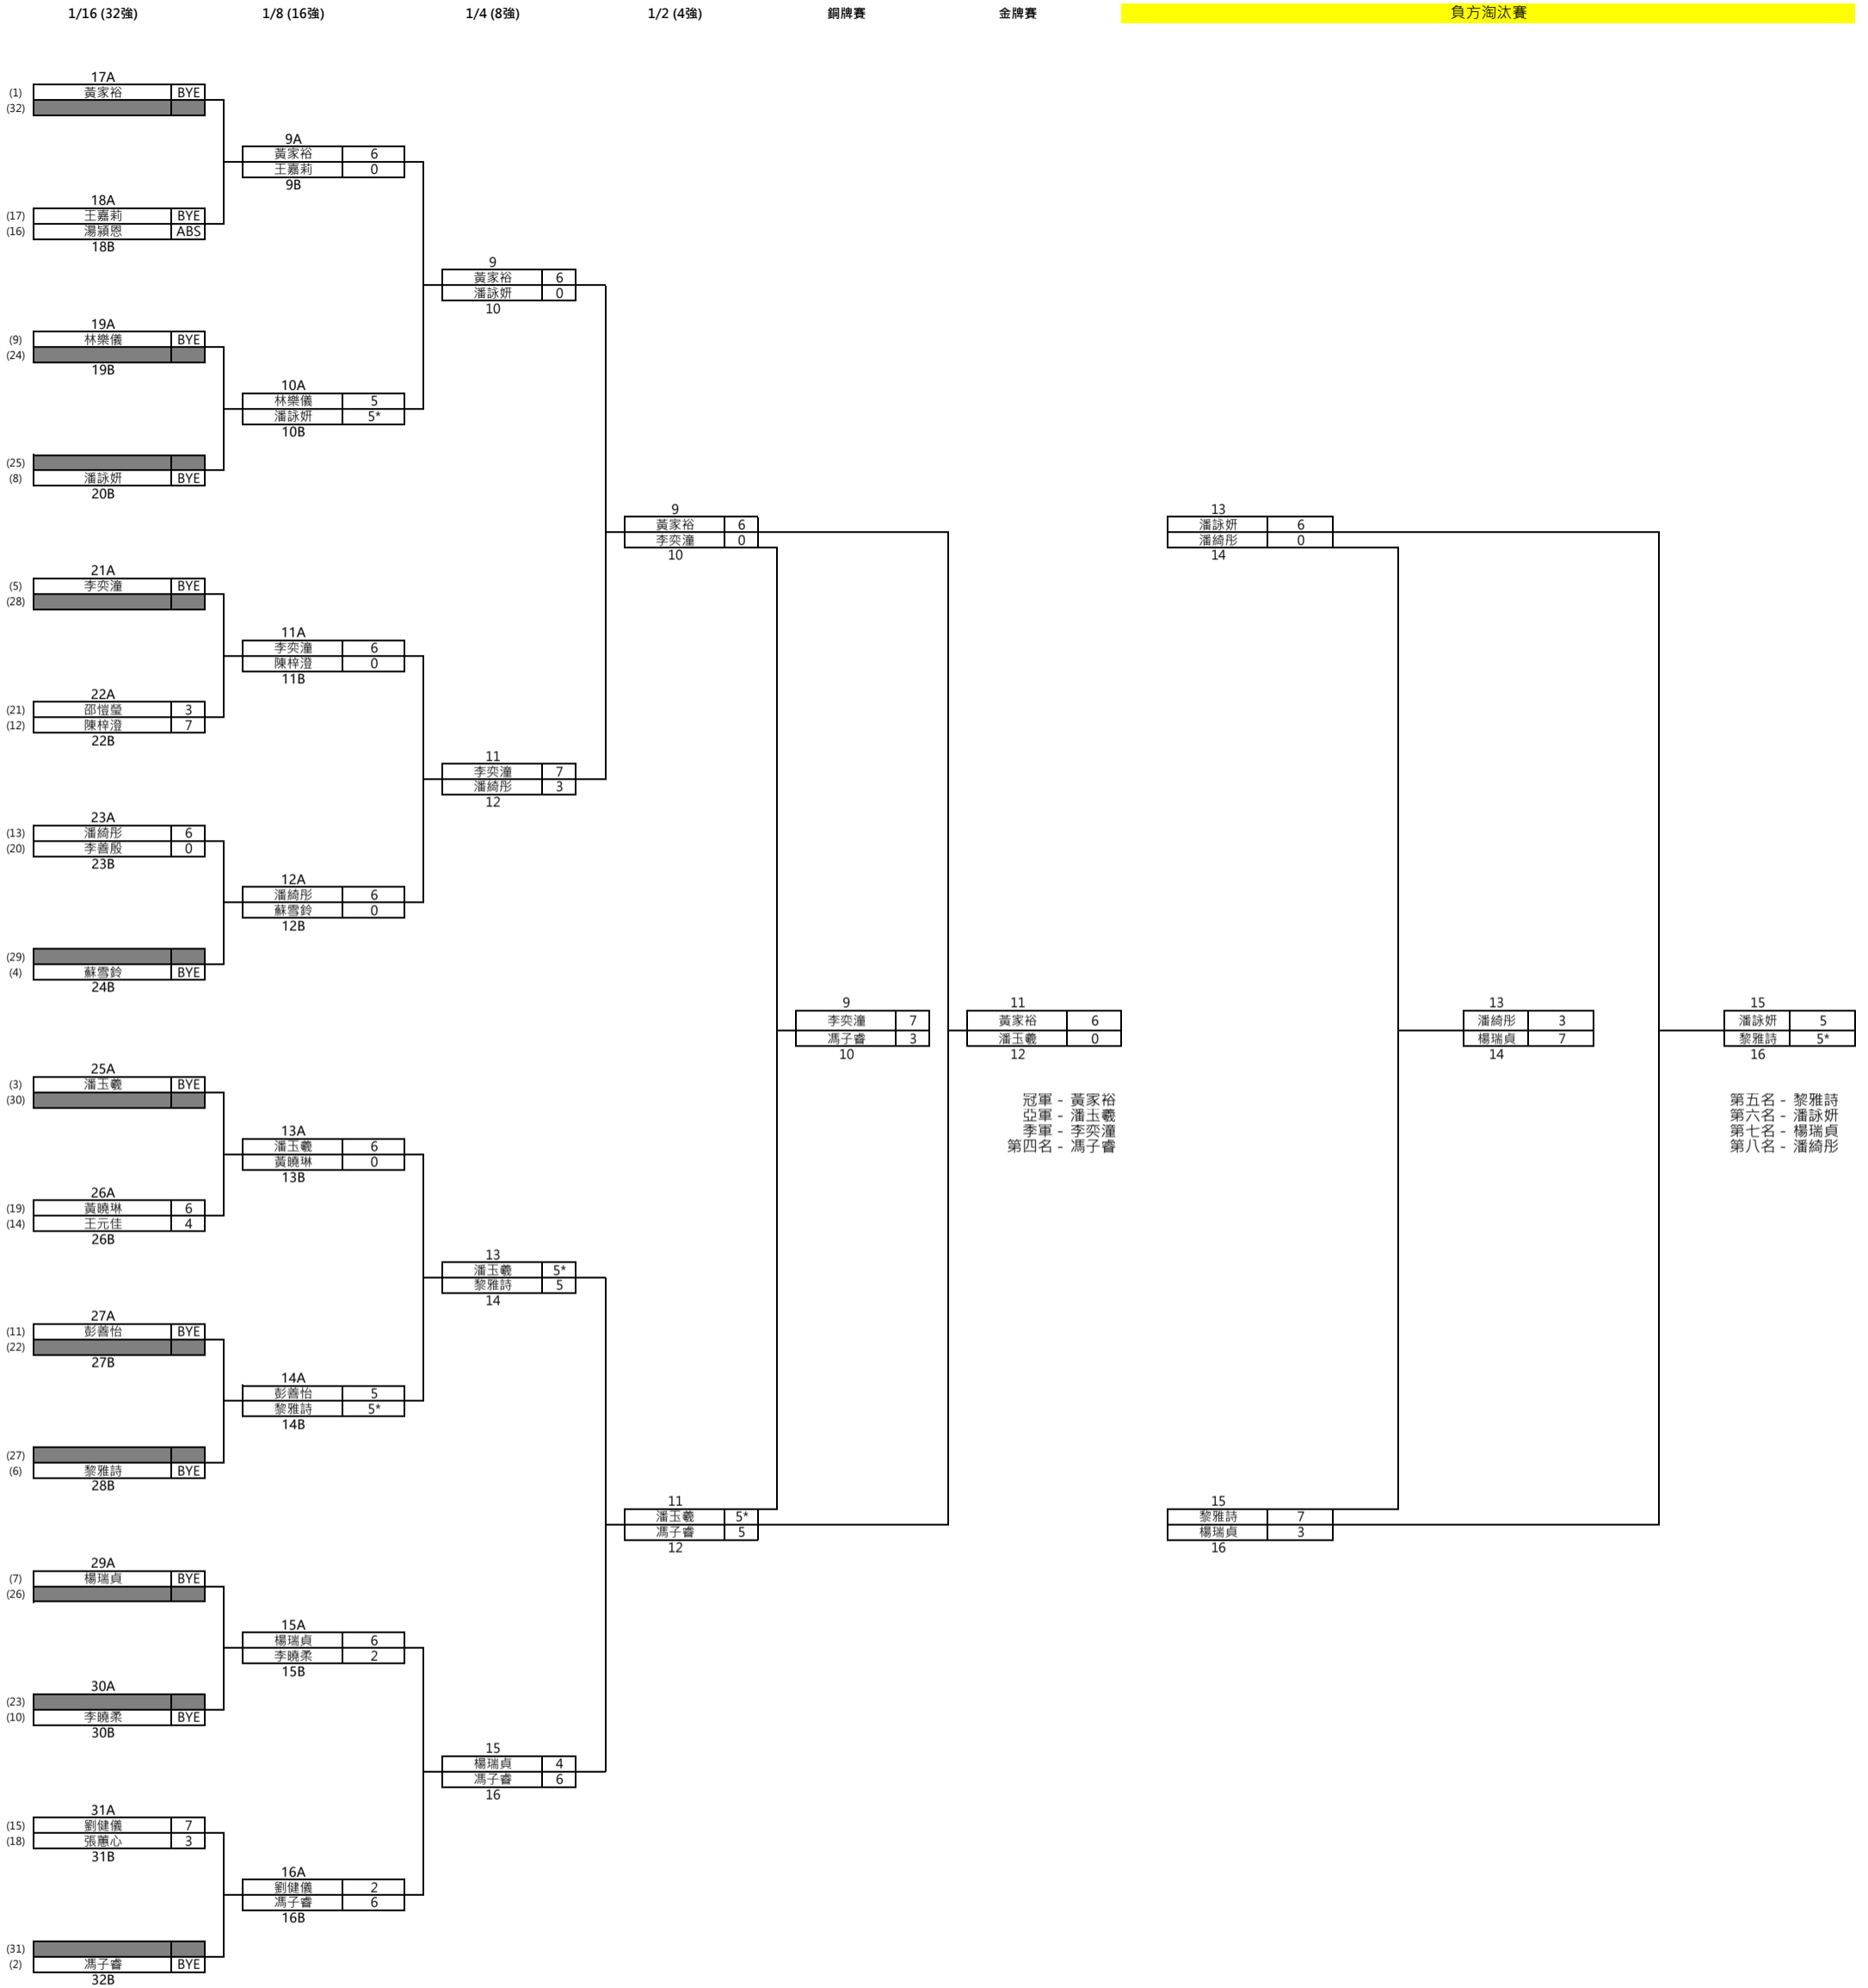 1/16 (32強) 1/8 (16強) 1/4 (8強) 1/2 (4強) 銅牌賽 金牌賽 負方淘汰賽
17A
(1) 黃家裕 BYE
(32)
9A
黃家裕 6
王嘉莉 0
9B
18A
(17) 王嘉莉 BYE
(16) 湯潁恩 ABS
18B
9
黃家裕 6
潘詠妍 0
10
19A
(9) 林樂儀 BYE
(24)
19B
10A
林樂儀 5
潘詠妍 5*
10B
(25)
(8) 潘詠妍 BYE
20B
9
黃家裕 6
李奕潼 0
10
13
潘詠妍 6
潘綺彤 0
14
21A
(5) 李奕潼 BYE
(28)
11A
李奕潼 6
陳梓澄 0
11B
22A
(21) 邵愷瑩 3
(12) 陳梓澄 7
22B
11
李奕潼 7
潘綺彤 3
12
23A
(13) 潘綺彤 6
(20) 李善殷 0
23B
12A
潘綺彤 6
蘇雪鈴 0
12B
(29)
(4) 蘇雪鈴 BYE
24B
9
李奕潼 7
馮子睿 3
10
11
黃家裕 6
潘玉羲 0
12
13
潘綺彤 3
楊瑞貞 7
14
15
潘詠妍 5
黎雅詩 5*
16
冠軍 - 黃家裕
亞軍 - 潘玉羲
季軍 - 李奕潼
第四名 - 馮子睿
第五名 - 黎雅詩
第六名 - 潘詠妍
第七名 - 楊瑞貞
第八名 - 潘綺彤
25A
(3) 潘玉羲 BYE
(30)
13A
潘玉羲 6
黃曉琳 0
13B
26A
(19) 黃曉琳 6
(14) 王元佳 4
26B
13
潘玉羲 5*
黎雅詩 5
14
27A
(11) 彭善怡 BYE
(22)
27B
14A
彭善怡 5
黎雅詩 5*
14B
(27)
(6) 黎雅詩 BYE
28B
11
潘玉羲 5*
馮子睿 5
12
15
黎雅詩 7
楊瑞貞 3
16
29A
(7) 楊瑞貞 BYE
(26)
15A
楊瑞貞 6
李曉柔 2
15B
30A
(23)
(10) 李曉柔 BYE
30B
15
楊瑞貞 4
馮子睿 6
16
31A
(15) 劉健儀 7
(18) 張蕙心 3
31B
16A
劉健儀 2
馮子睿 6
16B
(31)
(2) 馮子睿 BYE
32B